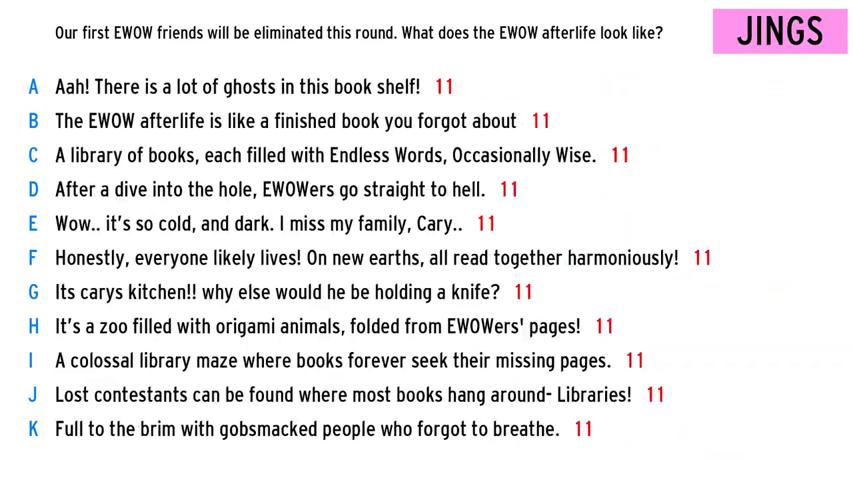 Our first EWOW friends will be eliminated this round. What does the EWOW afterlife look like?
JINGS
A Aah! There is a lot of ghosts in this book shelf! 11
B The EWOW afterlife is like a finished book you forgot about 11
C A library of books, each filled with Endless Words, Occasionally Wise. 11
D After a dive into the hole, EWOWers go straight to hell. 11
E Wow.. it's so cold, and dark. I miss my family, Cary.. 11
F Honestly, everyone likely lives! On new earths, all read together harmoniously! 11
G Its carys kitchen!! why else would he be holding a knife? 11
H It's a zoo filled with origami animals, folded from EWOWers' pages! 11
I A colossal library maze where books forever seek their missing pages. 11
J Lost contestants can be found where most books hang around- Libraries! 11
K Full to the brim with gobsmacked people who forgot to breathe. 11